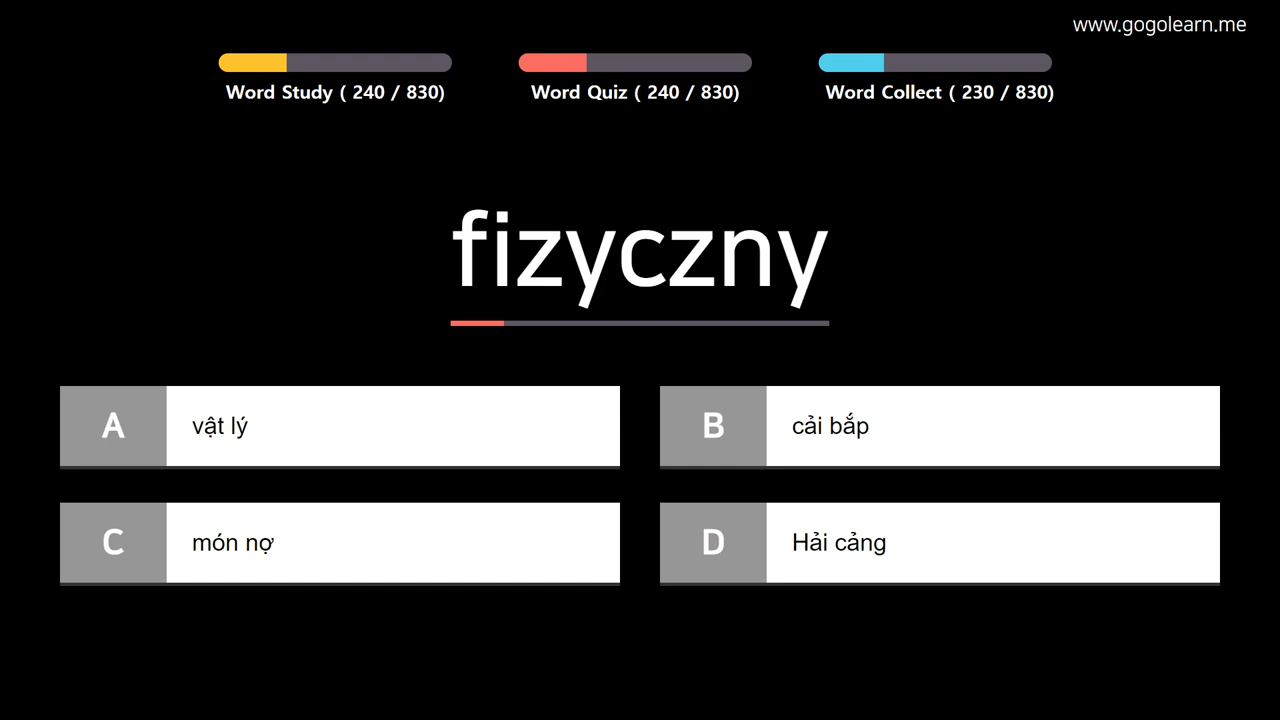 www.gogolearn.me
Word Study ( 240 / 830)
Word Quiz ( 240 / 830)
Word Collect ( 230 / 830)
fizyczny
A vật lý
B cải bắp
C món nợ
D Hải cảng